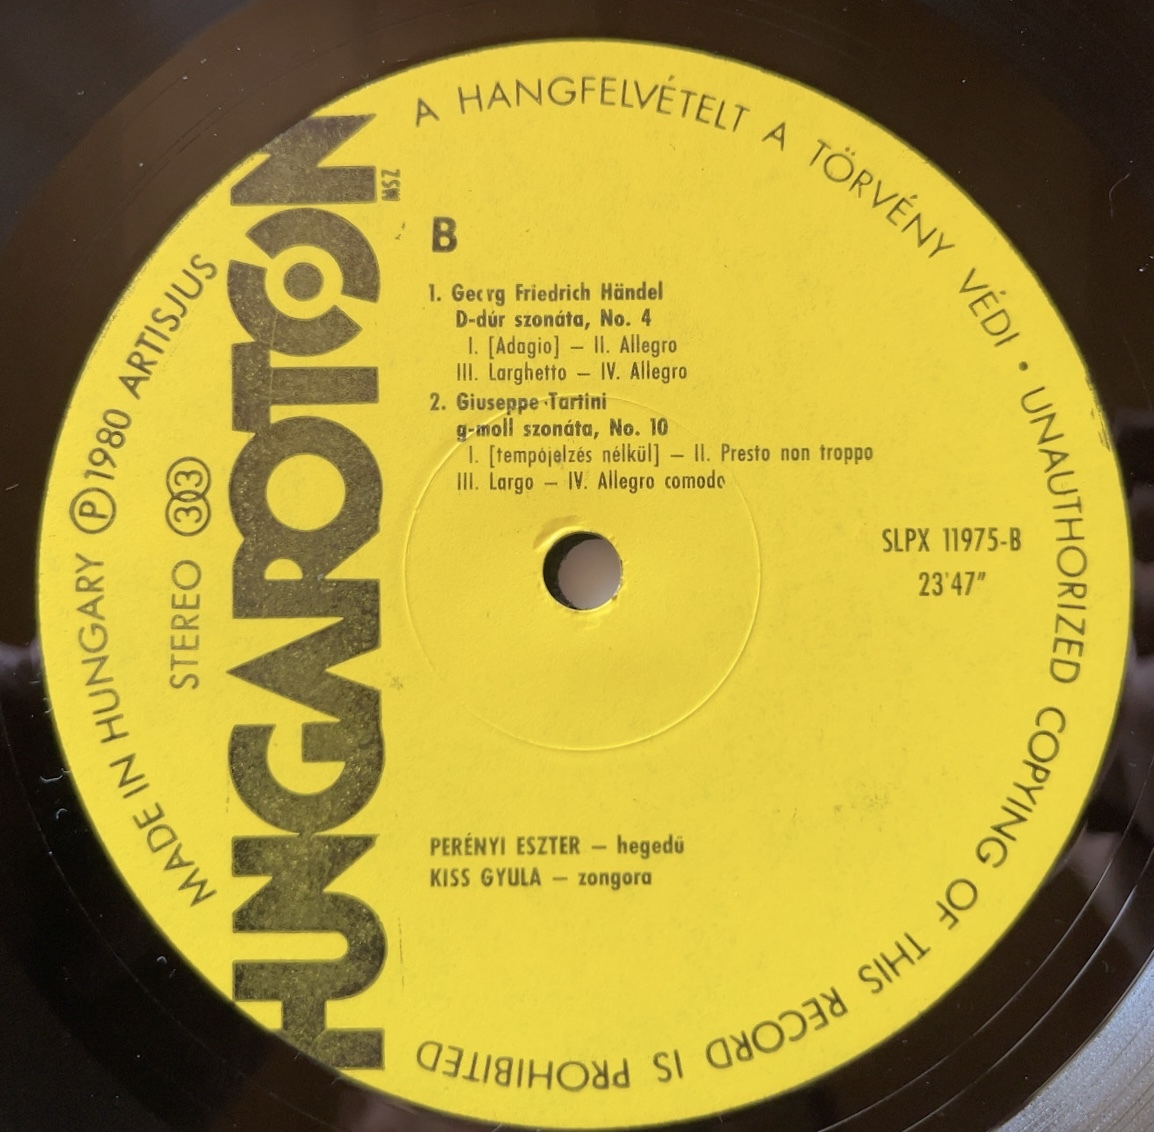 A HANGFELVÉTELT A TÖRVÉNY VÉDI • UNAUTHORIZED COPYING OF THIS RECORD IS PROHIBITED
MADE IN HUNGARY Ⓟ 1980 ARTISJUS
STEREO 33
HUNGAROTON
MSZ
B
1. Georg Friedrich Händel
D-dúr szonáta, No. 4
I. [Adagio] — II. Allegro
III. Larghetto — IV. Allegro
2. Giuseppe Tartini
g-moll szonáta, No. 10
I. [tempójelzés nélkül] — II. Presto non troppo
III. Largo — IV. Allegro comodo
SLPX 11975-B
23'47"
PERÉNYI ESZTER — hegedű
KISS GYULA — zongora